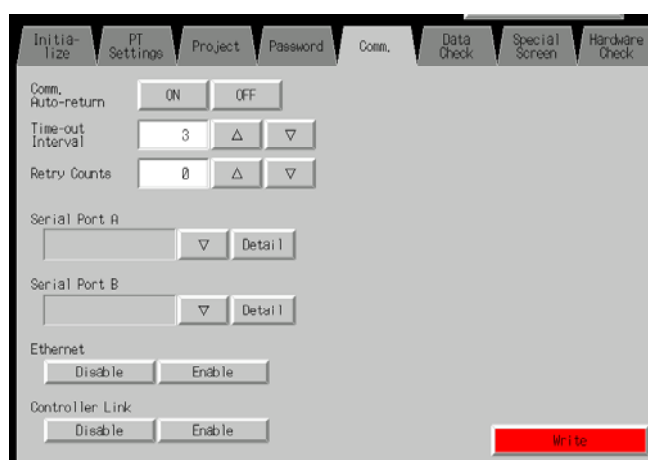 Initia-
lize
PT
Settings
Project
Password
Comm.
Data
Check
Special
Screen
Hardware
Check
Comm.
Auto-return
ON
OFF
Time-out
Interval
3
Retry Counts
0
Serial Port A
Detail
Serial Port B
Detail
Ethernet
Disable
Enable
Controller Link
Disable
Enable
Write